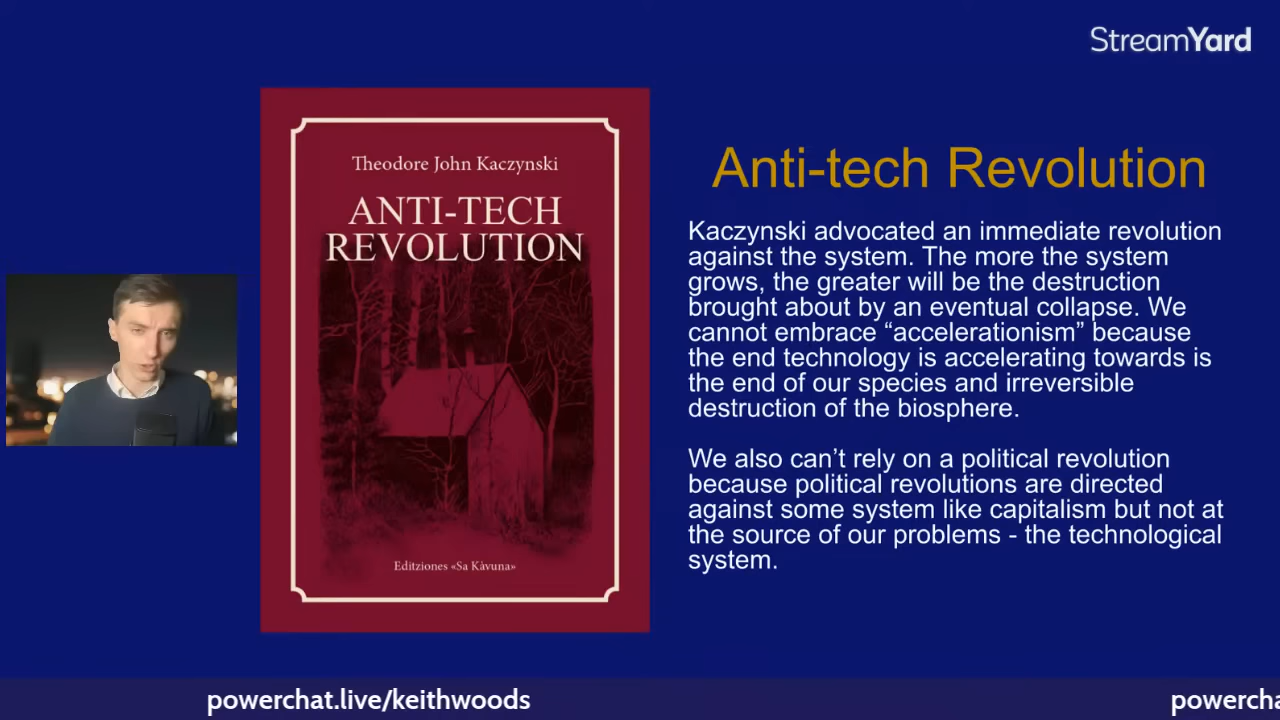 StreamYard
Theodore John Kaczynski
ANTI-TECH
REVOLUTION
Editziones «Sa Kàvuna»
Anti-tech Revolution
Kaczynski advocated an immediate revolution
against the system. The more the system
grows, the greater will be the destruction
brought about by an eventual collapse. We
cannot embrace “accelerationism” because
the end technology is accelerating towards is
the end of our species and irreversible
destruction of the biosphere.
We also can’t rely on a political revolution
because political revolutions are directed
against some system like capitalism but not at
the source of our problems - the technological
system.
powerchat.live/keithwoods
powercha